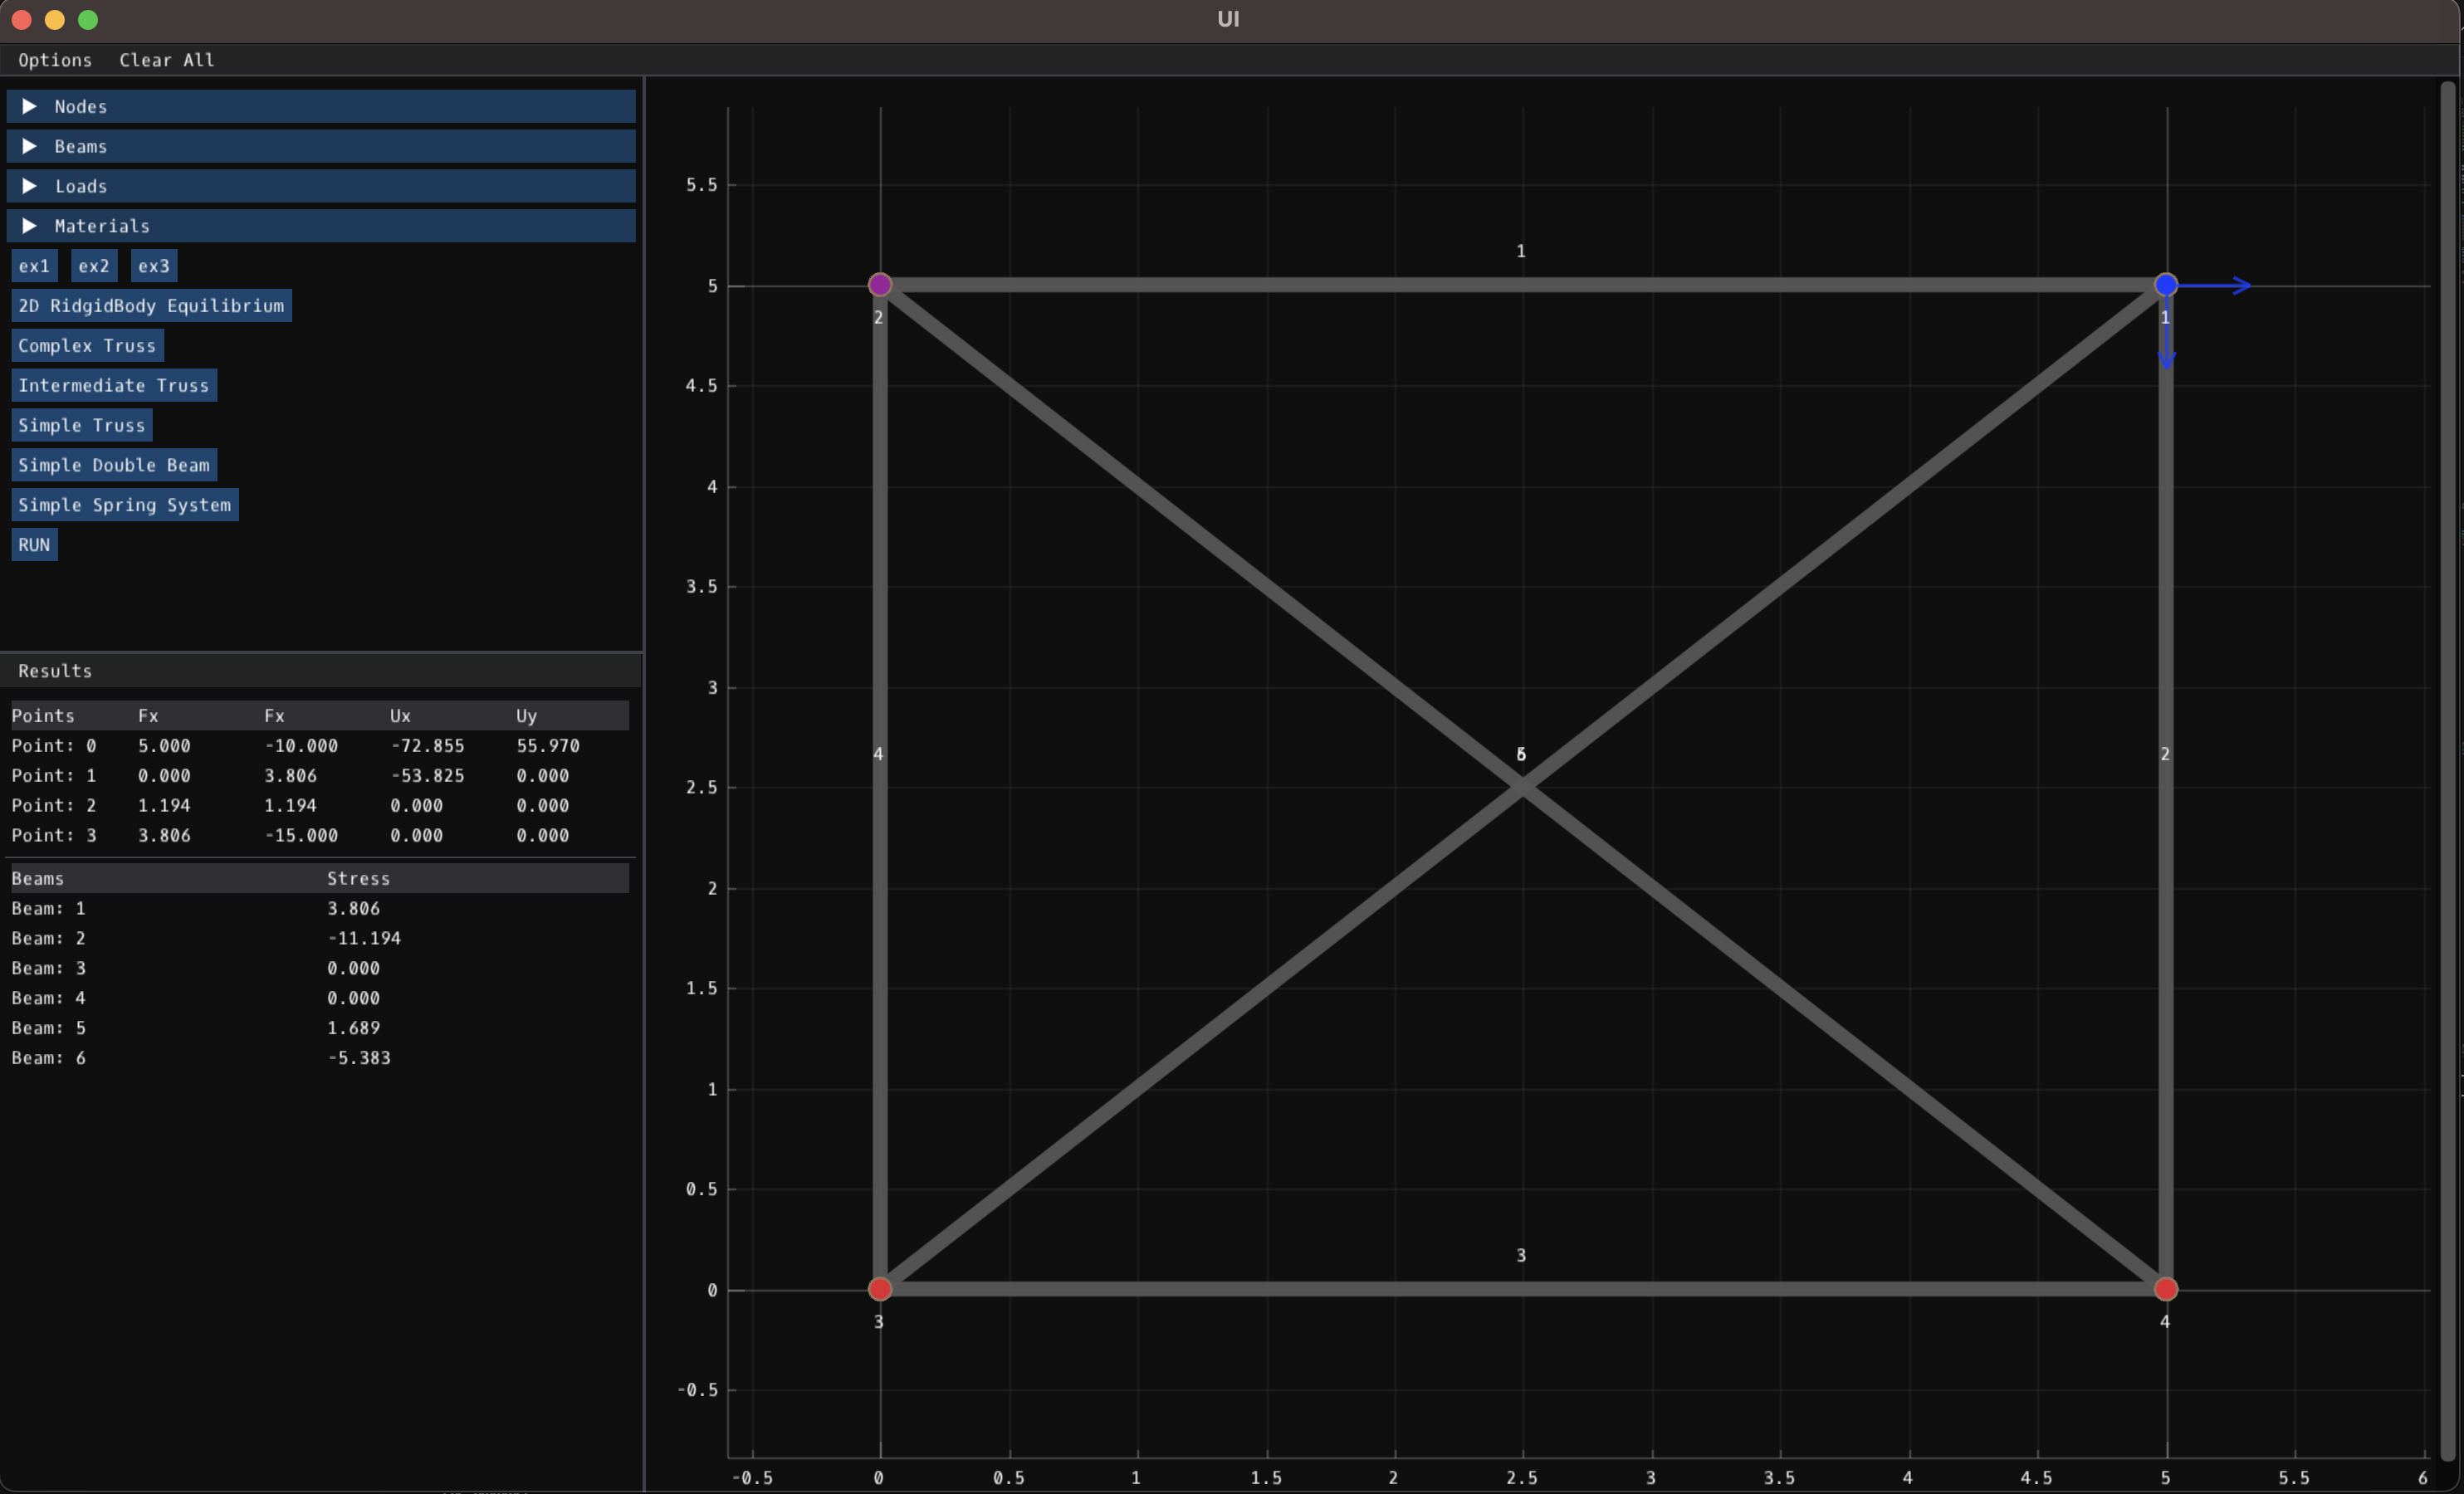 UI
Options Clear All
Nodes
Beams
Loads
Materials
ex1 ex2 ex3
2D RidgidBody Equilibrium
Complex Truss
Intermediate Truss
Simple Truss
Simple Double Beam
Simple Spring System
RUN
Results
Points Fx Fx Ux Uy
Point: 0 5.000 -10.000 -72.855 55.970
Point: 1 0.000 3.806 -53.825 0.000
Point: 2 1.194 1.194 0.000 0.000
Point: 3 3.806 -15.000 0.000 0.000
Beams Stress
Beam: 1 3.806
Beam: 2 -11.194
Beam: 3 0.000
Beam: 4 0.000
Beam: 5 1.689
Beam: 6 -5.383
5.5
1
5
2 1
4.5
4
3.5
3
4 2
2.5
2
1.5
1
0.5
3
0
3 4
-0.5
-0.5 0 0.5 1 1.5 2 2.5 3 3.5 4 4.5 5 5.5 6